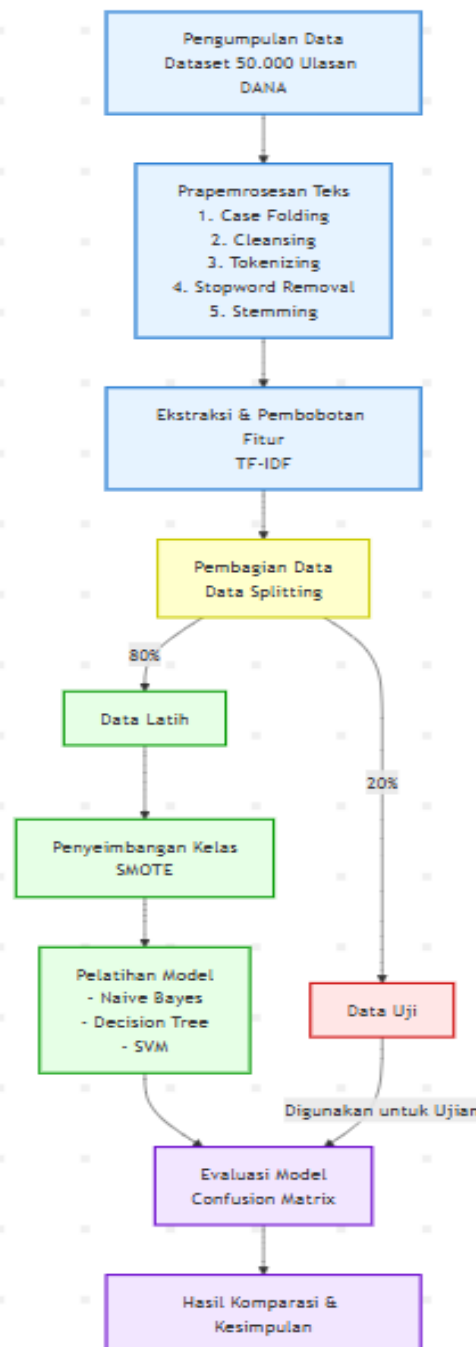 Pengumpulan Data
Dataset 50.000 Ulasan
DANA
Prapemrosesan Teks
1. Case Folding
2. Cleansing
3. Tokenizing
4. Stopword Removal
5. Stemming
Ekstraksi & Pembobotan
Fitur
TF-IDF
Pembagian Data
Data Splitting
80%
Data Latih
20%
Penyeimbangan Kelas
SMOTE
Pelatihan Model
- Naive Bayes
- Decision Tree
- SVM
Data Uji
Digunakan untuk Ujian
Evaluasi Model
Confusion Matrix
Hasil Komparasi &
Kesimpulan